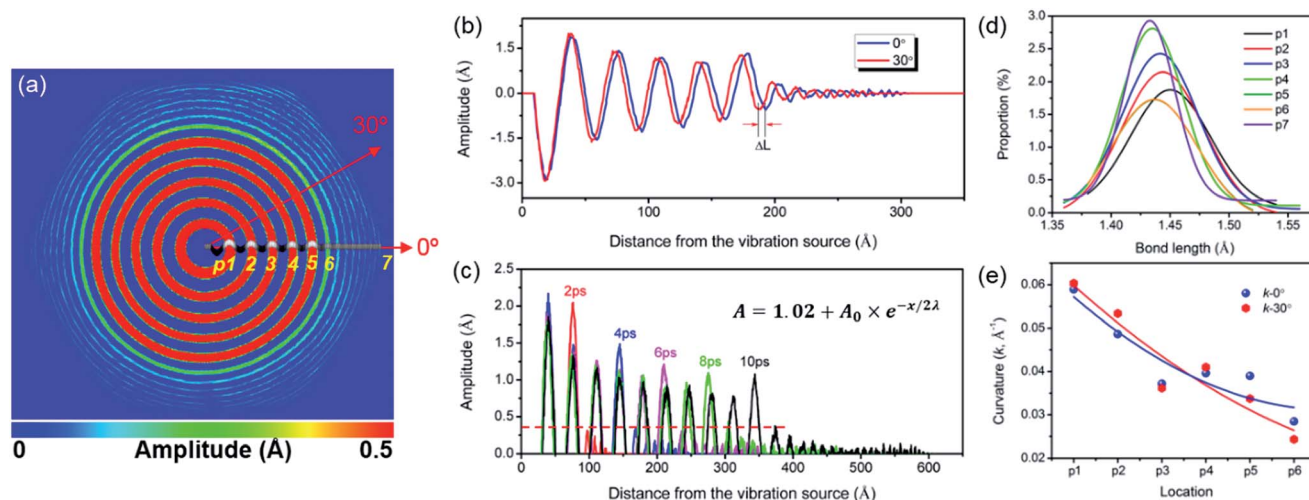 (a)
30°
0°
p1 2 3 4 5 6 7
0 Amplitude (Å) 0.5
(b)
0°
30°
Amplitude (Å)
1.5
0.0
-1.5
-3.0
ΔL
0 100 200 300
Distance from the vibration source (Å)
(c)
2.5
2.0
1.5
1.0
0.5
0.0
Amplitude (Å)
2ps
4ps
6ps
8ps
10ps
A = 1.02 + A₀ × e^{-x/2λ}
0 100 200 300 400 500 600
Distance from the vibration source (Å)
(d)
3.0
2.5
2.0
1.5
1.0
0.5
0.0
Proportion (%)
p1
p2
p3
p4
p5
p6
p7
1.35 1.40 1.45 1.50 1.55
Bond length (Å)
(e)
0.06
0.05
0.04
0.03
0.02
Curvature (k, Å⁻¹)
k-0°
k-30°
p1 p2 p3 p4 p5 p6
Location